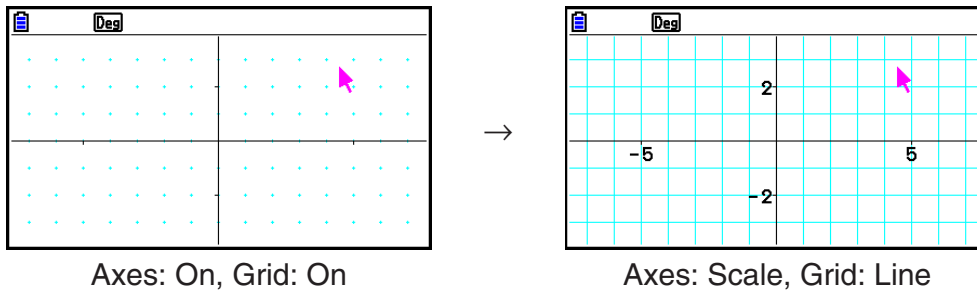 Deg
Deg
→
2
-5
5
-2
Axes: On, Grid: On
Axes: Scale, Grid: Line